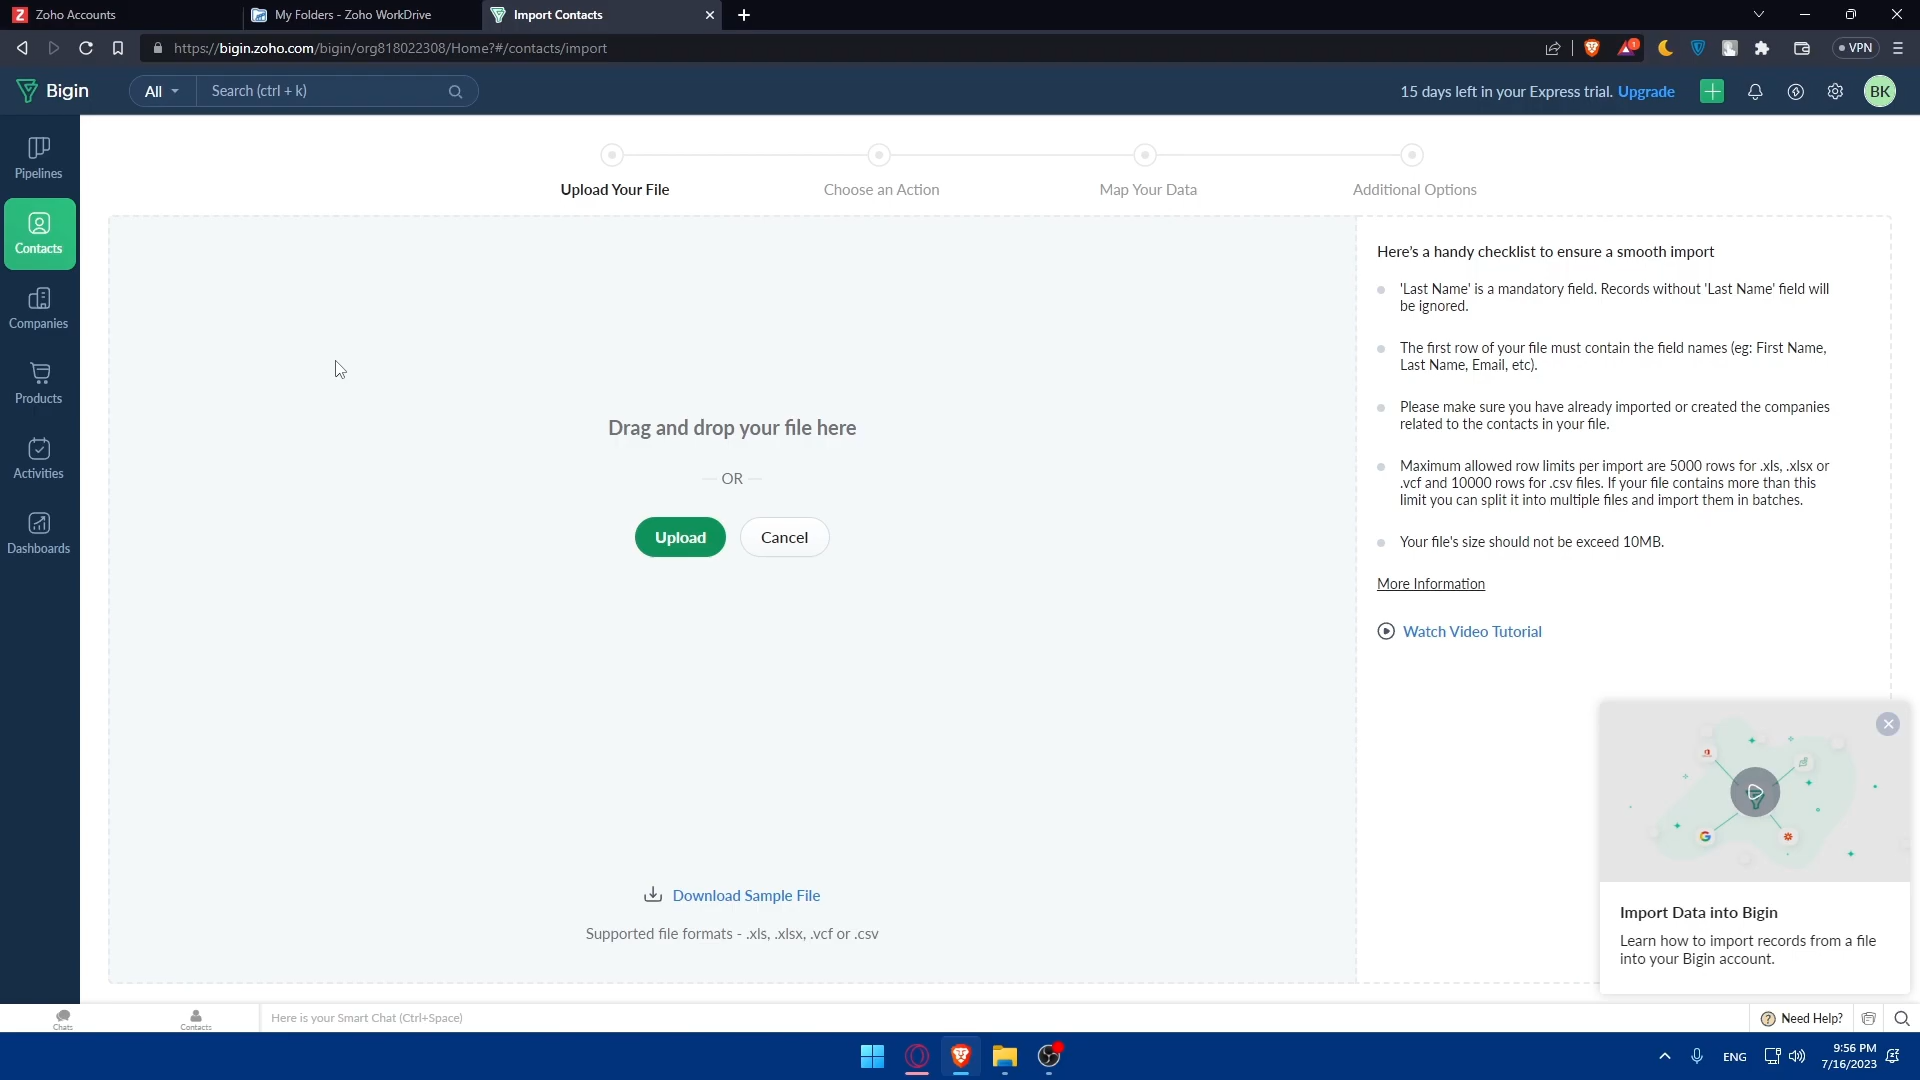 Zoho Accounts
My Folders - Zoho WorkDrive
Import Contacts
https://bigin.zoho.com/bigin/org818022308/Home?#/contacts/import
1
VPN
Bigin
All
Search (ctrl + k)
15 days left in your Express trial. Upgrade
BK
Pipelines
Contacts
Companies
Products
Activities
Dashboards
Upload Your File
Choose an Action
Map Your Data
Additional Options
Drag and drop your file here
OR
Upload
Cancel
Download Sample File
Supported file formats - .xls, .xlsx, .vcf or .csv
Here's a handy checklist to ensure a smooth import
'Last Name' is a mandatory field. Records without 'Last Name' field will
be ignored.
The first row of your file must contain the field names (eg: First Name,
Last Name, Email, etc).
Please make sure you have already imported or created the companies
related to the contacts in your file.
Maximum allowed row limits per import are 5000 rows for .xls, .xlsx or
.vcf and 10000 rows for .csv files. If your file contains more than this
limit you can split it into multiple files and import them in batches.
Your file's size should not be exceed 10MB.
More Information
Watch Video Tutorial
Import Data into Bigin
Learn how to import records from a file
into your Bigin account.
Chats
Contacts
Here is your Smart Chat (Ctrl+Space)
Need Help?
ENG
9:56 PM
7/16/2023